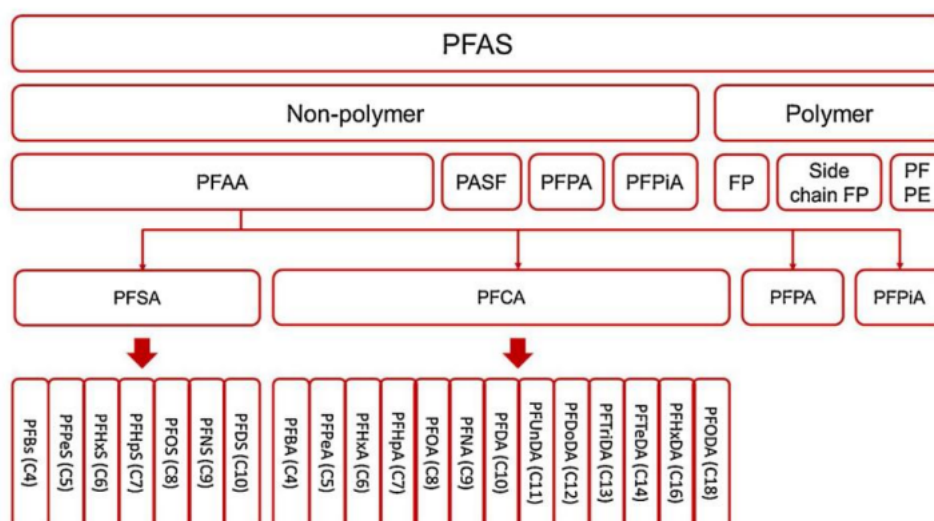 PFAS
Non-polymer
Polymer
PFAA
PASF
PFPA
PFPiA
FP
Side
chain FP
PF
PE
PFSA
PFCA
PFPA
PFPiA
PFBs (C4)
PFPeS (C5)
PFHxS (C6)
PFHpS (C7)
PFOS (C8)
PFNS (C9)
PFDS (C10)
PFBA (C4)
PFPeA (C5)
PFHxA (C6)
PFHpA (C7)
PFOA (C8)
PFNA (C9)
PFDA (C10)
PFUnDA (C11)
PFDoDA (C12)
PFTriDA (C13)
PFTeDA (C14)
PFHxDA (C16)
PFODA (C18)